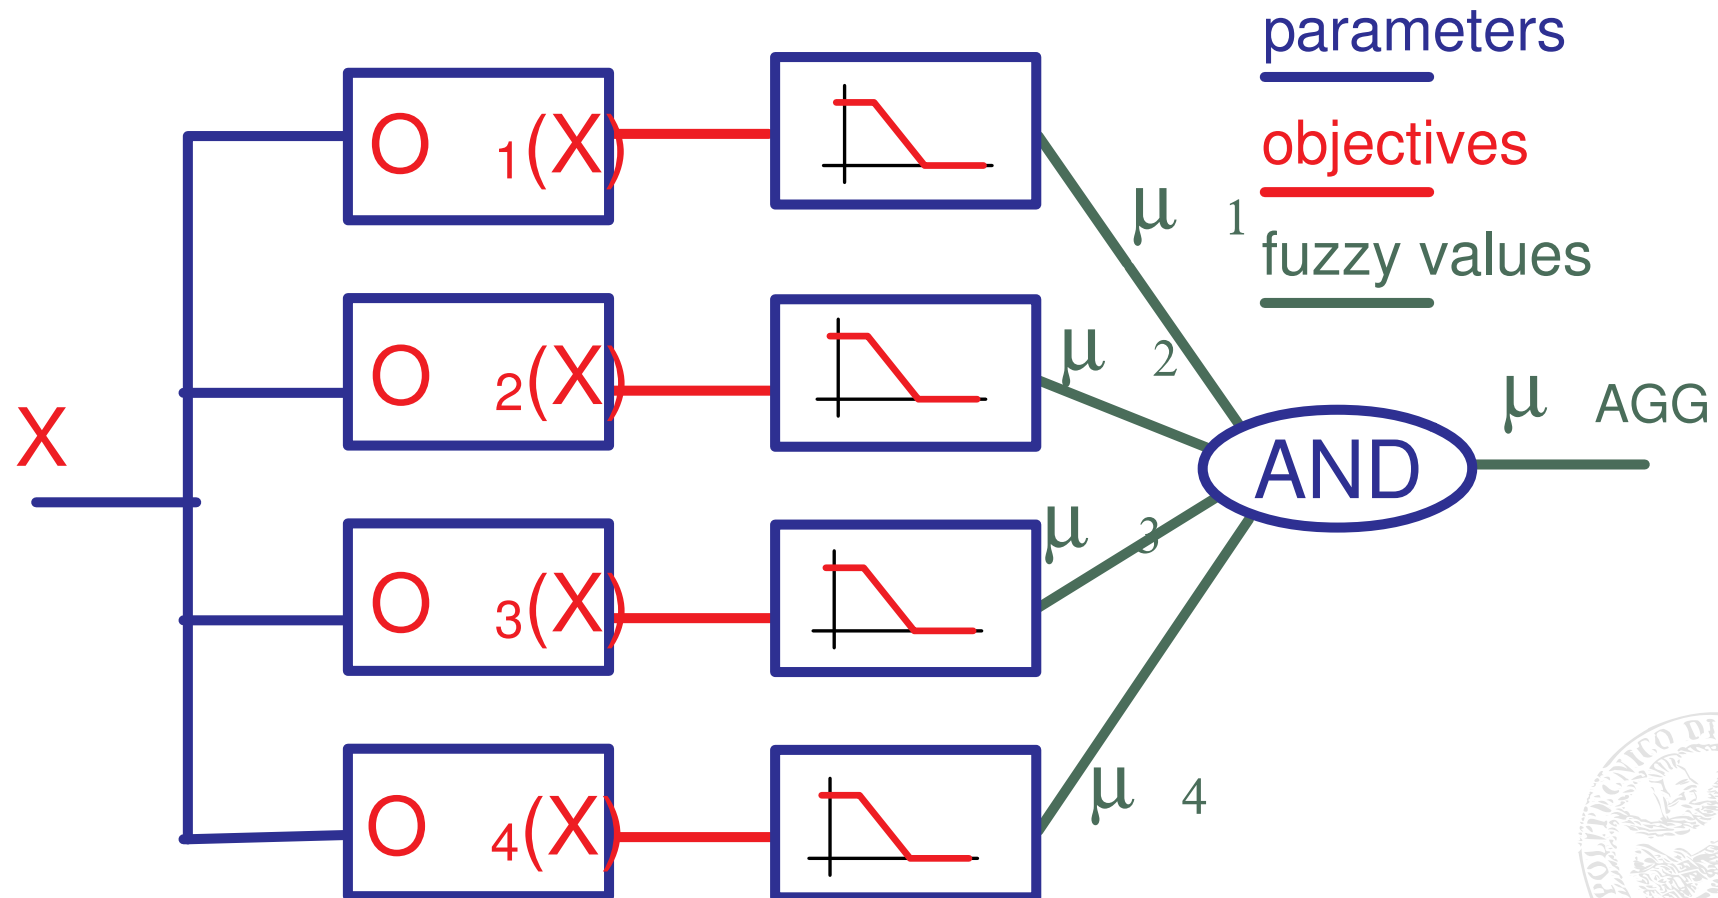 parameters
objectives
fuzzy values
X
O 1(X)
O 2(X)
O 3(X)
O 4(X)
μ 1
μ 2
μ 3
μ 4
AND
μ AGG